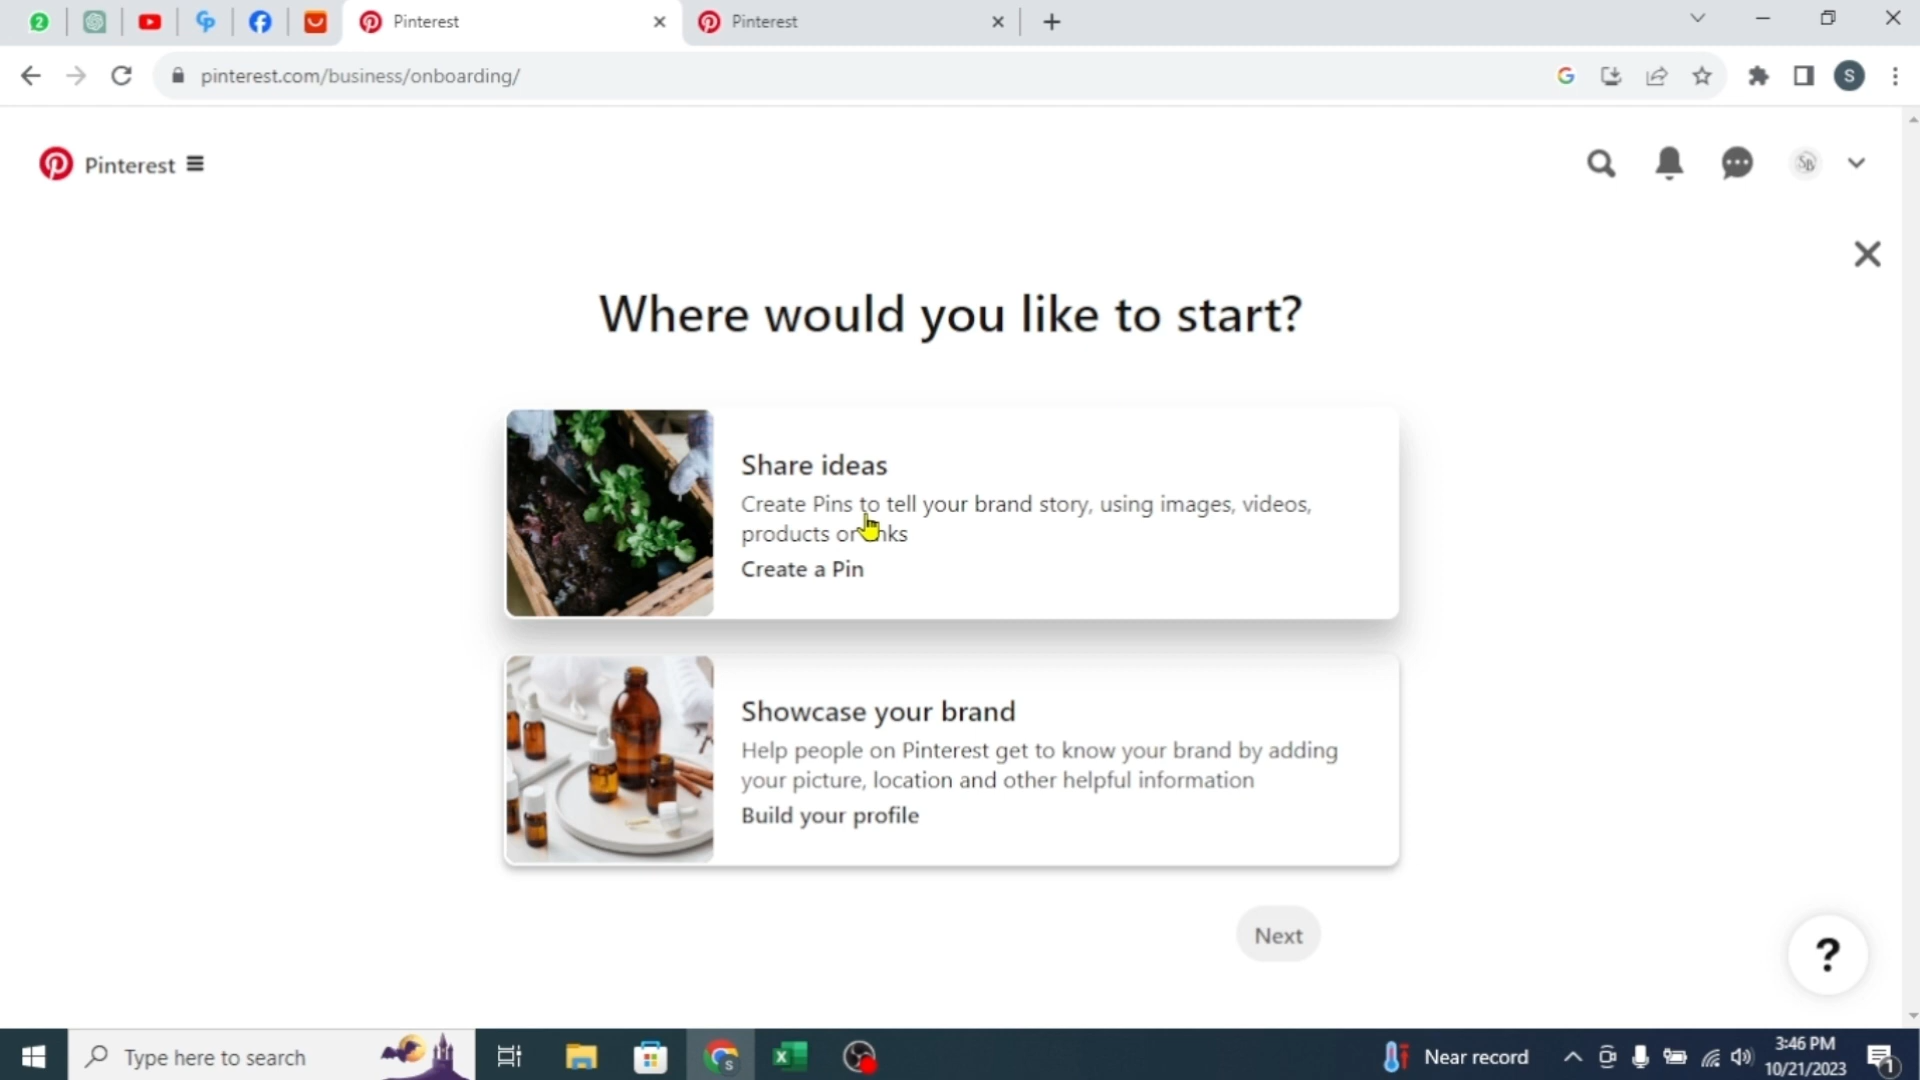 Pinterest
Pinterest
pinterest.com/business/onboarding/
S
Pinterest
SB
Where would you like to start?
Share ideas
Create Pins to tell your brand story, using images, videos,
products or
Create a Pin
Showcase your brand
Help people on Pinterest get to know your brand by adding
your picture, location and other helpful information
Build your profile
Next
?
Type here to search
Near record
3:46 PM
10/21/2023
1